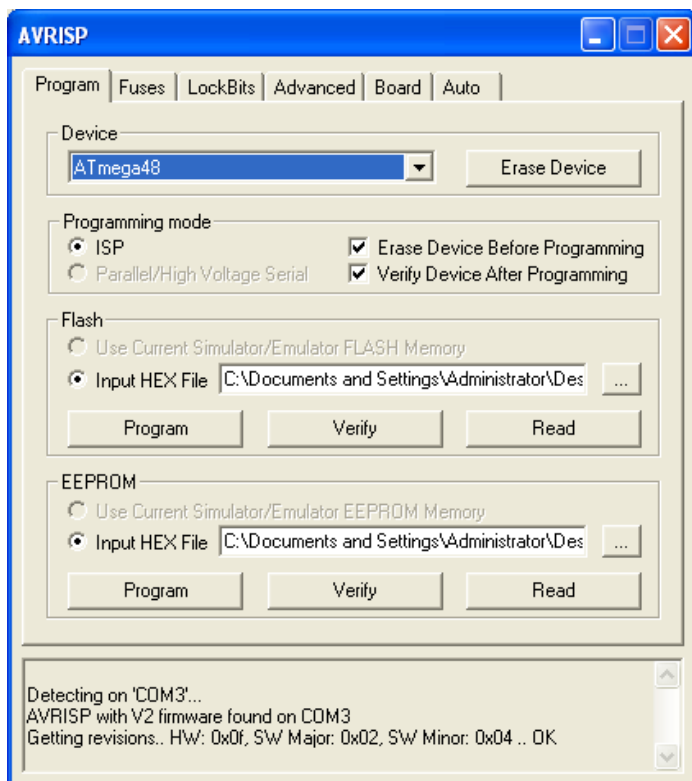 AVRISP
Program Fuses LockBits Advanced Board Auto
Device
ATmega48 Erase Device
Programming mode
ISP Erase Device Before Programming
Parallel/High Voltage Serial Verify Device After Programming
Flash
Use Current Simulator/Emulator FLASH Memory
Input HEX File C:\Documents and Settings\Administrator\Des ...
Program Verify Read
EEPROM
Use Current Simulator/Emulator EEPROM Memory
Input HEX File C:\Documents and Settings\Administrator\Des ...
Program Verify Read
Detecting on 'COM3'...
AVRISP with V2 firmware found on COM3
Getting revisions.. HW: 0x0f, SW Major: 0x02, SW Minor: 0x04 .. OK